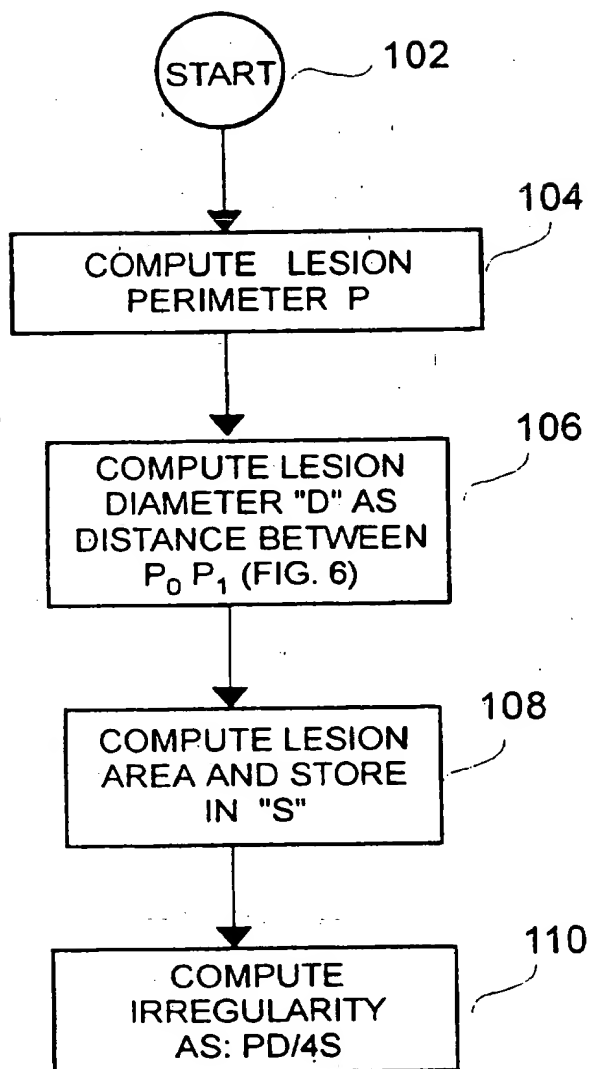 START
102
104
COMPUTE LESION
PERIMETER P
106
COMPUTE LESION
DIAMETER "D" AS
DISTANCE BETWEEN
P₀ P₁ (FIG. 6)
108
COMPUTE LESION
AREA AND STORE
IN "S"
110
COMPUTE
IRREGULARITY
AS: PD/4S